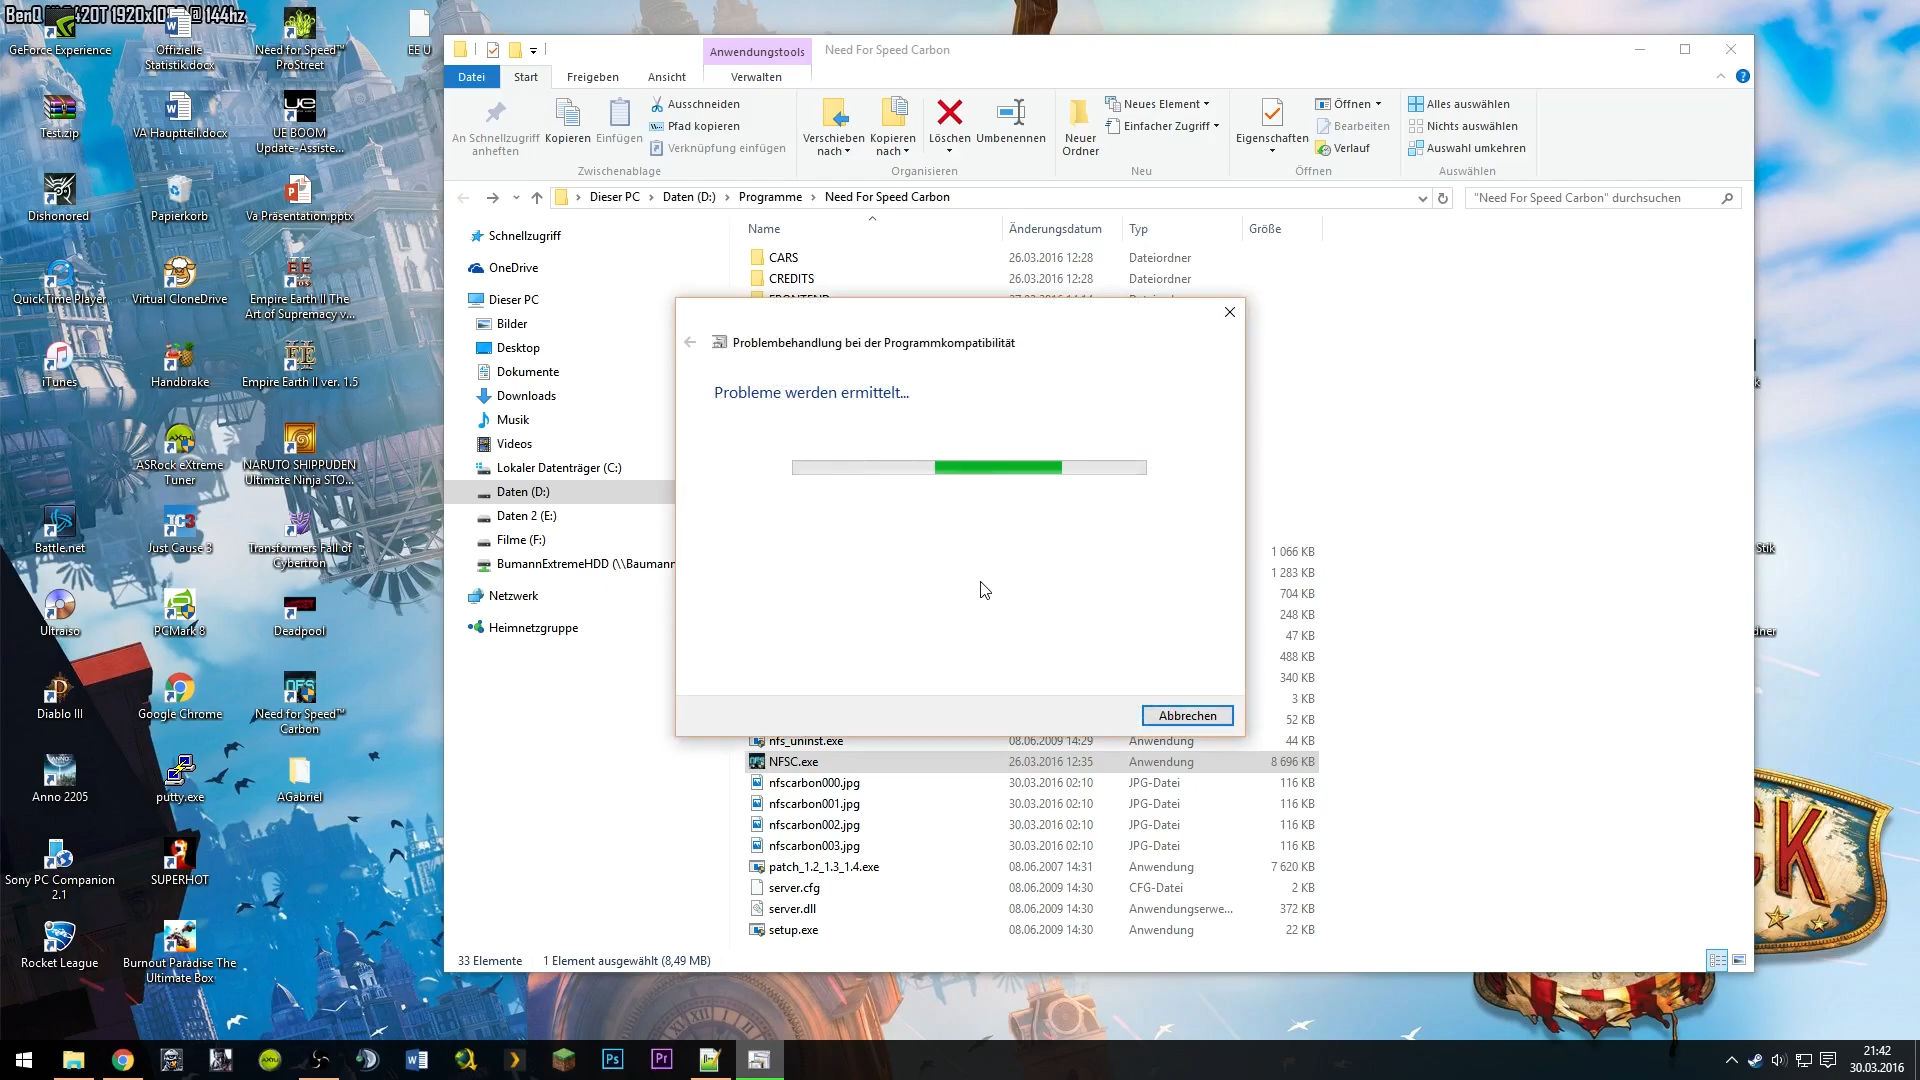 GeForce Experience
Offizielle Statistik.docx
Need for Speed™ ProStreet
EE U
Test.zip
VA Hauptteil.docx
UE BOOM Update-Assiste...
Dishonored
Papierkorb
Va Präsentation.pptx
QuickTime Player
Virtual CloneDrive
Empire Earth II The Art of Supremacy v...
iTunes
Handbrake
Empire Earth II ver. 1.5
ASRock eXtreme Tuner
NARUTO SHIPPUDEN Ultimate Ninja STO...
Battle.net
Just Cause 3
Transformers Fall of Cybertron
Ultraiso
PCMark 8
Deadpool
Diablo III
Google Chrome
Need for Speed™ Carbon
Anno 2205
putty.exe
AGabriel
Sony PC Companion 2.1
SUPERHOT
Rocket League
Burnout Paradise The Ultimate Box
Anwendungstools
Need For Speed Carbon
Datei
Start
Freigeben
Ansicht
Verwalten
An Schnellzugriff anheften
Kopieren
Einfügen
Ausschneiden
Pfad kopieren
Verknüpfung einfügen
Zwischenablage
Verschieben nach
Kopieren nach
Löschen
Umbenennen
Organisieren
Neuer Ordner
Neues Element
Einfacher Zugriff
Neu
Eigenschaften
Öffnen
Bearbeiten
Verlauf
Öffnen
Alles auswählen
Nichts auswählen
Auswahl umkehren
Auswählen
Dieser PC
Daten (D:)
Programme
Need For Speed Carbon
"Need For Speed Carbon" durchsuchen
Schnellzugriff
OneDrive
Dieser PC
Bilder
Desktop
Dokumente
Downloads
Musik
Videos
Lokaler Datenträger (C:)
Daten (D:)
Daten 2 (E:)
Filme (F:)
BumannExtremeHDD (\\Baumann
Netzwerk
Heimnetzgruppe
Name Änderungsdatum Typ Größe
CARS 26.03.2016 12:28 Dateiordner
CREDITS 26.03.2016 12:28 Dateiordner
Problembehandlung bei der Programmkompatibilität
Probleme werden ermittelt...
Abbrechen
1 066 KB
1 283 KB
704 KB
248 KB
47 KB
488 KB
340 KB
3 KB
52 KB
nfs_uninst.exe 08.06.2009 14:29 Anwendung 44 KB
NFSC.exe 26.03.2016 12:35 Anwendung 8 696 KB
nfscarbon000.jpg 30.03.2016 02:10 JPG-Datei 116 KB
nfscarbon001.jpg 30.03.2016 02:10 JPG-Datei 116 KB
nfscarbon002.jpg 30.03.2016 02:10 JPG-Datei 116 KB
nfscarbon003.jpg 30.03.2016 02:10 JPG-Datei 116 KB
patch_1.2_1.3_1.4.exe 08.06.2007 14:31 Anwendung 7 620 KB
server.cfg 08.06.2009 14:30 CFG-Datei 2 KB
server.dll 08.06.2009 14:30 Anwendungserwe... 372 KB
setup.exe 08.06.2009 14:30 Anwendung 22 KB
33 Elemente 1 Element ausgewählt (8,49 MB)
Stik
21:42
30.03.2016